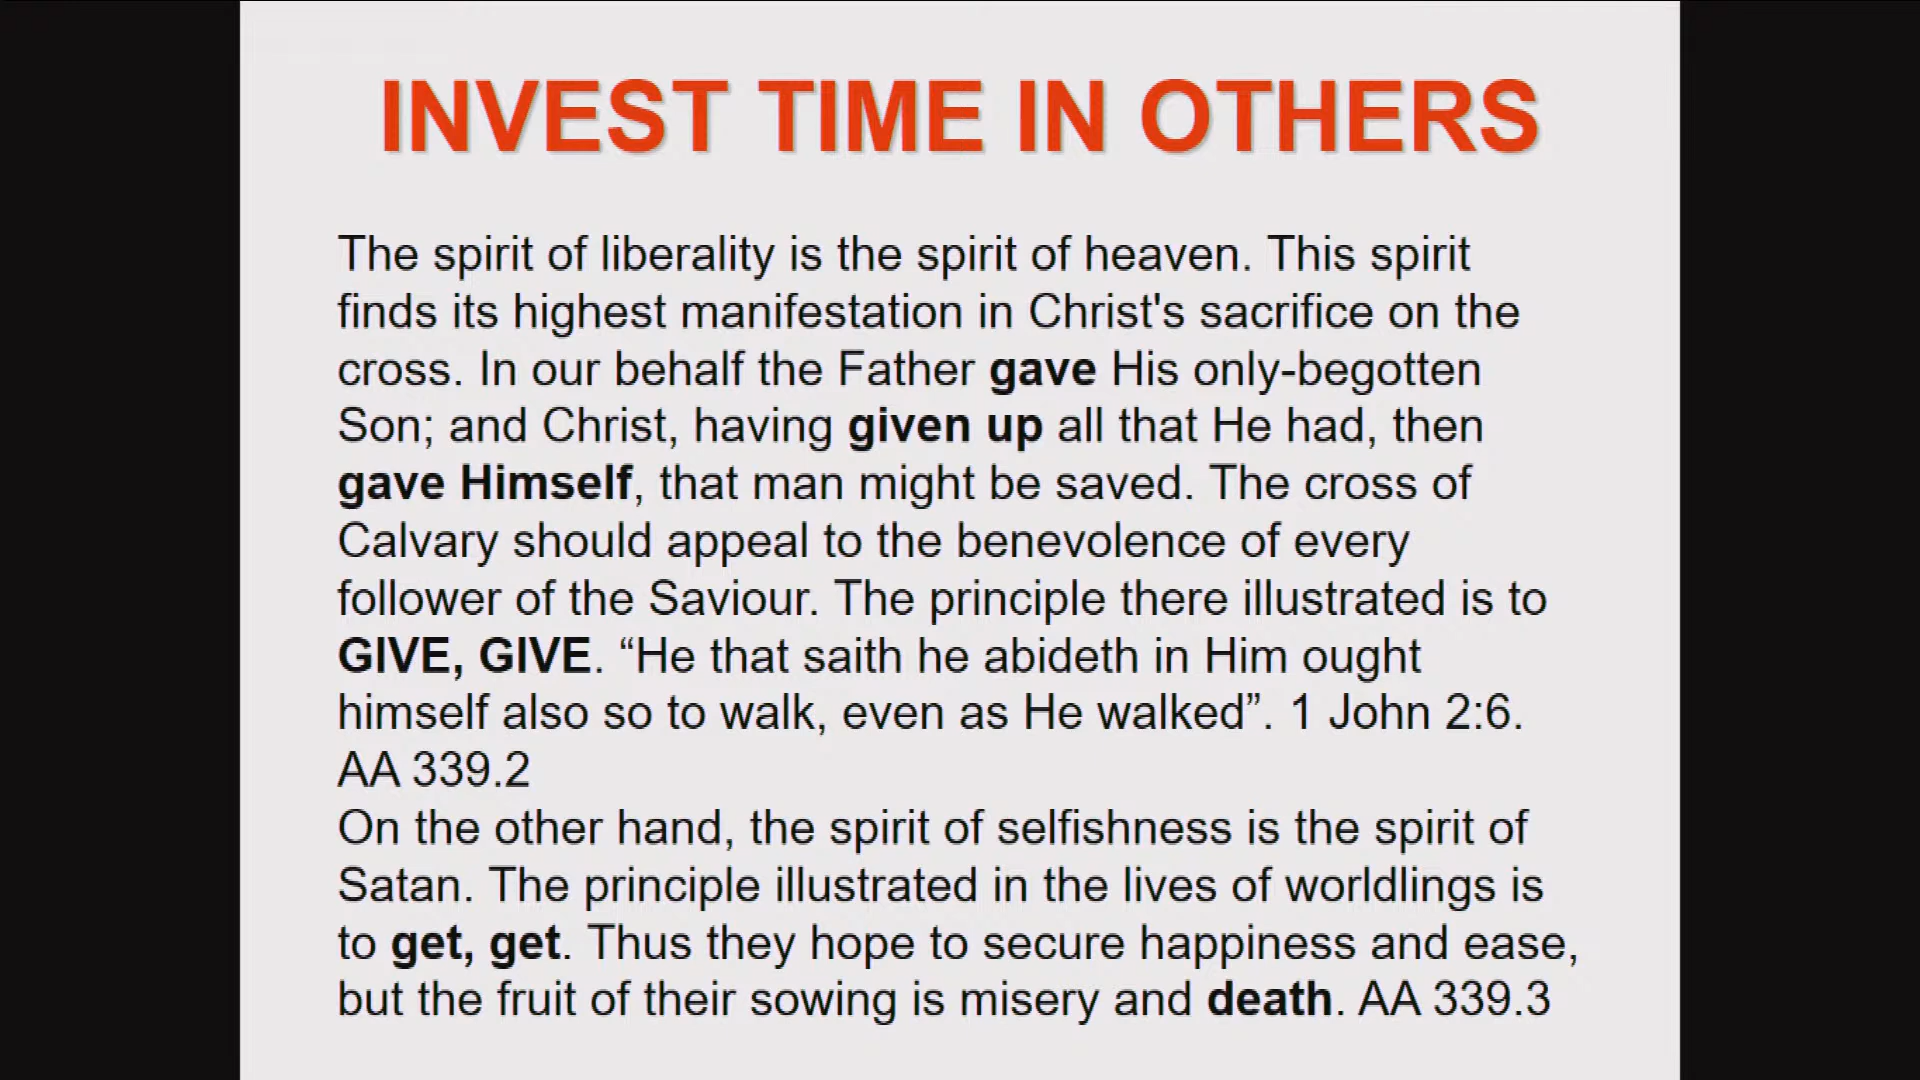 INVEST TIME IN OTHERS
The spirit of liberality is the spirit of heaven. This spirit
finds its highest manifestation in Christ's sacrifice on the
cross. In our behalf the Father gave His only-begotten
Son; and Christ, having given up all that He had, then
gave Himself, that man might be saved. The cross of
Calvary should appeal to the benevolence of every
follower of the Saviour. The principle there illustrated is to
GIVE, GIVE. “He that saith he abideth in Him ought
himself also so to walk, even as He walked”. 1 John 2:6.
AA 339.2
On the other hand, the spirit of selfishness is the spirit of
Satan. The principle illustrated in the lives of worldlings is
to get, get. Thus they hope to secure happiness and ease,
but the fruit of their sowing is misery and death. AA 339.3